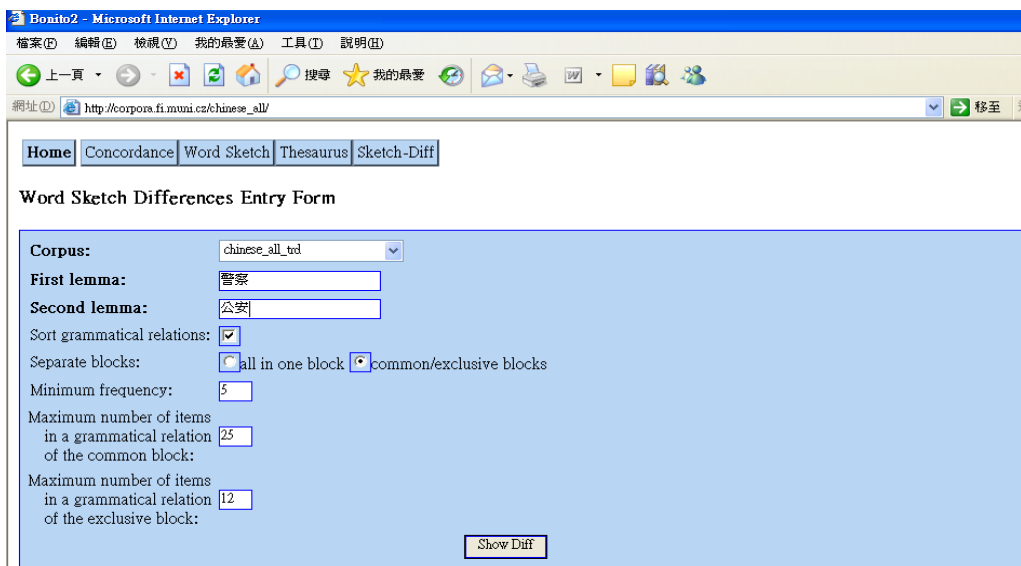 Bonito2 - Microsoft Internet Explorer
檔案(F) 編輯(E) 檢視(V) 我的最愛(A) 工具(T) 說明(H)
上一頁 搜尋 我的最愛
網址(D) http://corpora.fi.muni.cz/chinese_all/ 移至
Home Concordance Word Sketch Thesaurus Sketch-Diff
Word Sketch Differences Entry Form
Corpus: chinese_all_trd
First lemma: 警察
Second lemma: 公安
Sort grammatical relations:
Separate blocks: all in one block common/exclusive blocks
Minimum frequency: 5
Maximum number of items
in a grammatical relation 25
of the common block:
Maximum number of items
in a grammatical relation 12
of the exclusive block:
Show Diff